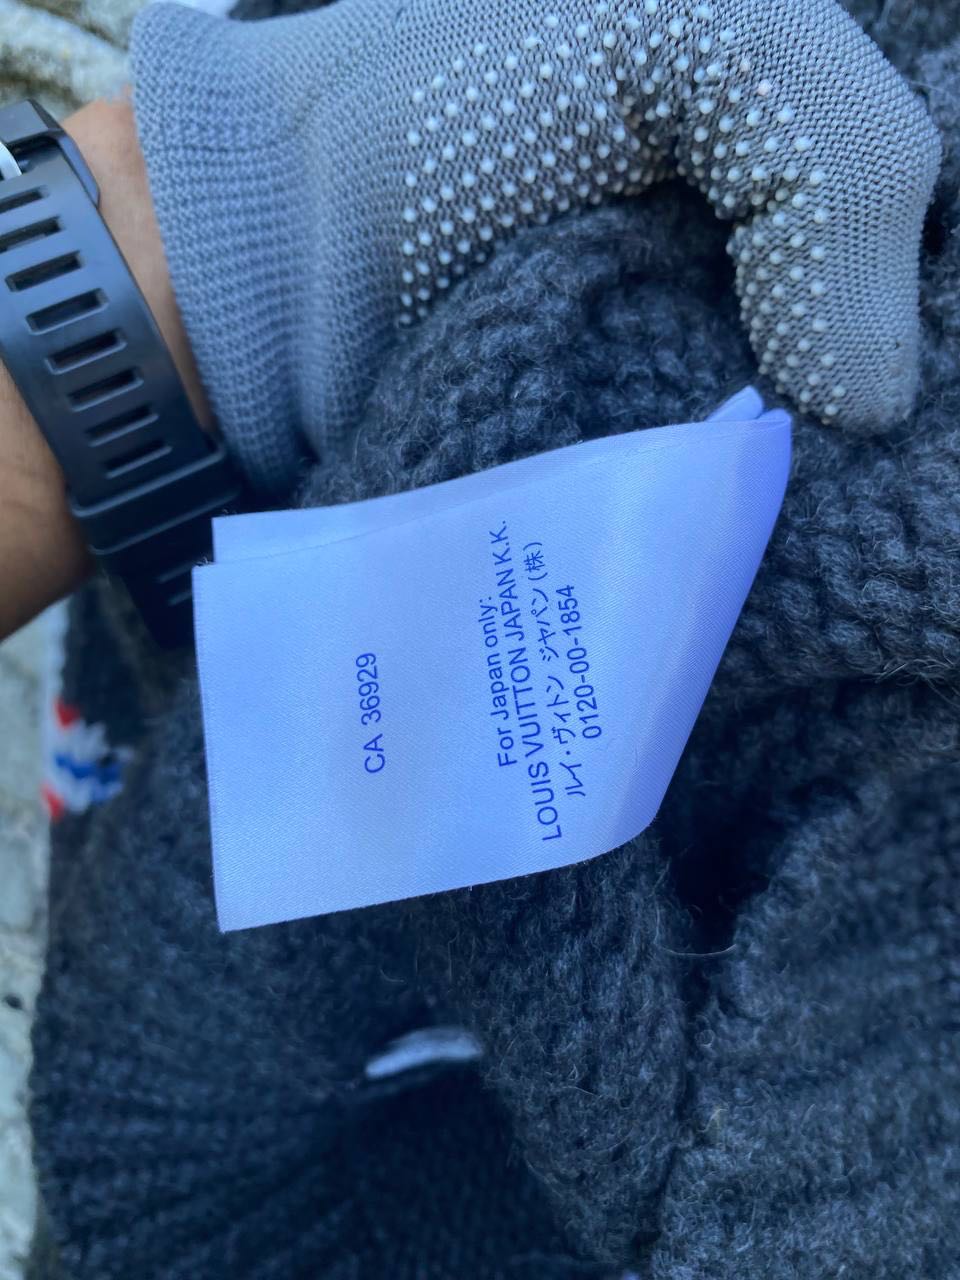 CA 36929
For Japan only:
LOUIS VUITTON JAPAN K.K.
ルイ・ヴィトン ジャパン(株)
0120-00-1854